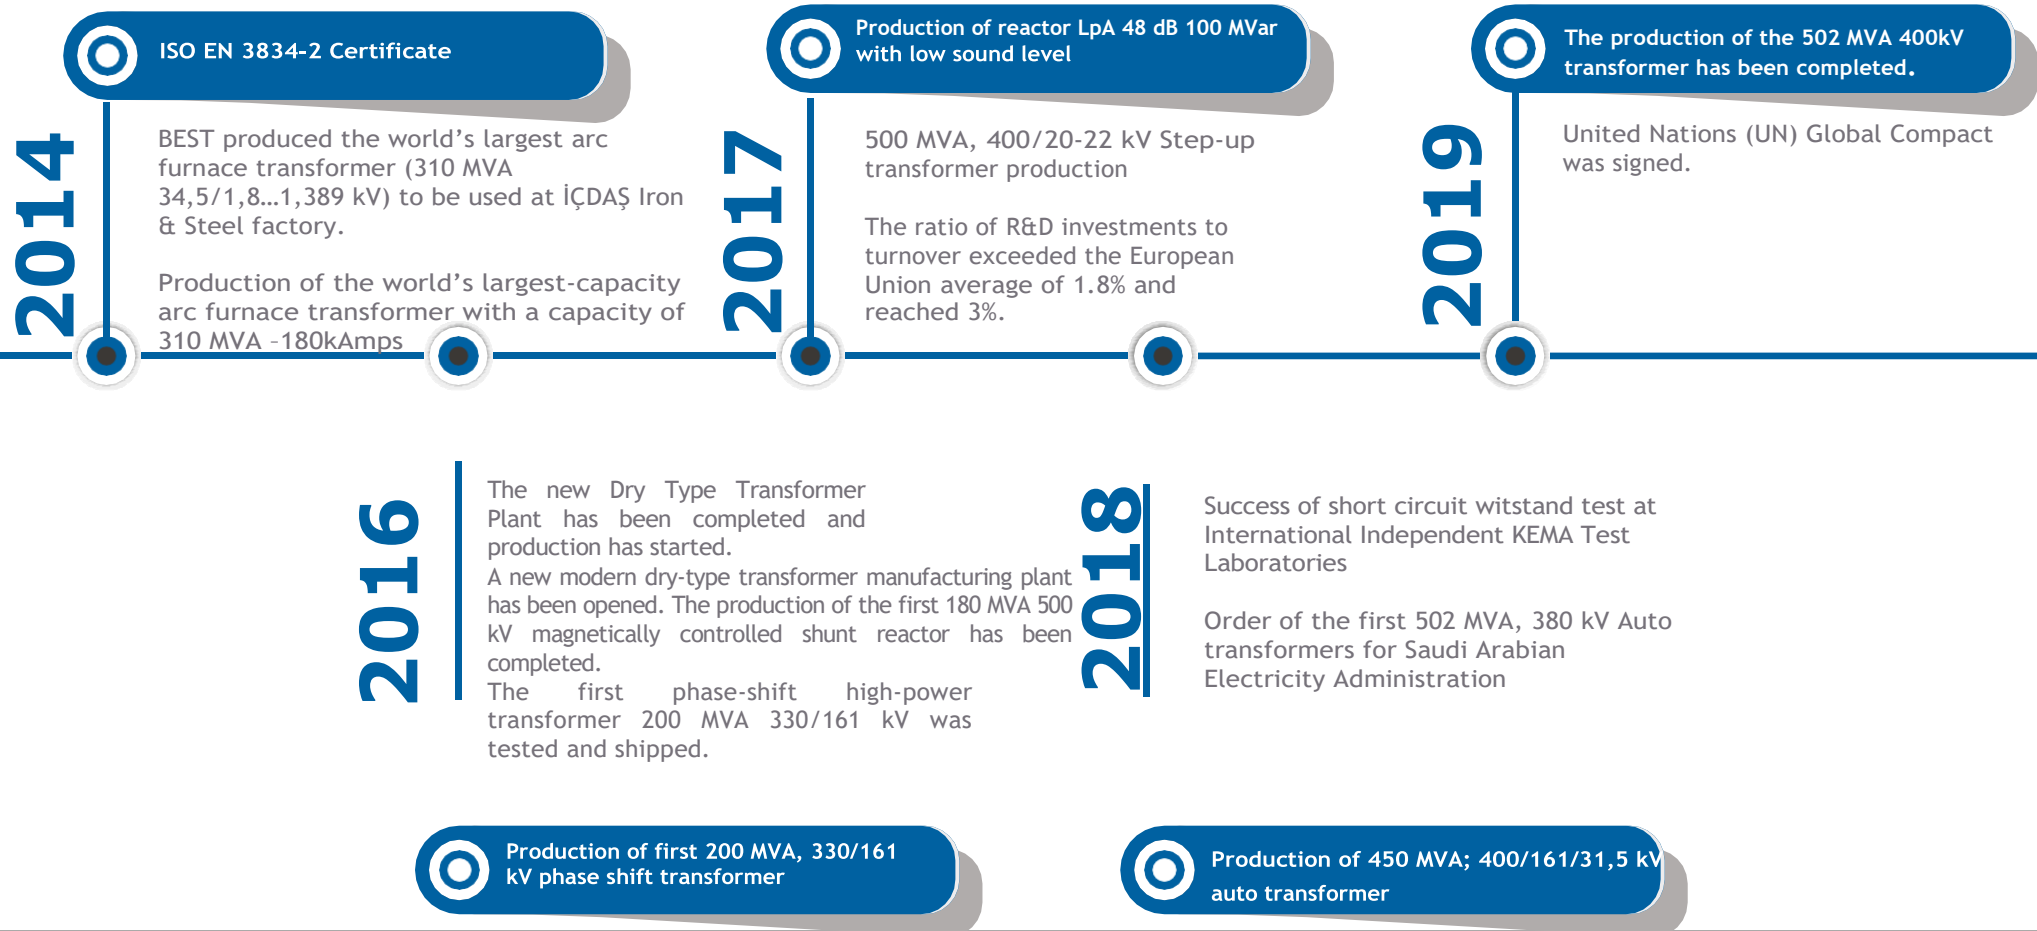 2014
ISO EN 3834-2 Certificate
BEST produced the world's largest arc
furnace transformer (310 MVA
34,5/1,8…1,389 kV) to be used at İÇDAŞ Iron
& Steel factory.
Production of the world's largest-capacity
arc furnace transformer with a capacity of
310 MVA –180kAmps
2016
The new Dry Type Transformer
Plant has been completed and
production has started.
A new modern dry-type transformer manufacturing plant
has been opened. The production of the first 180 MVA 500
kV magnetically controlled shunt reactor has been
completed.
The first phase-shift high-power
transformer 200 MVA 330/161 kV was
tested and shipped.
Production of first 200 MVA, 330/161
kV phase shift transformer
2017
Production of reactor LpA 48 dB 100 MVar
with low sound level
500 MVA, 400/20-22 kV Step-up
transformer production
The ratio of R&D investments to
turnover exceeded the European
Union average of 1.8% and
reached 3%.
2018
Success of short circuit witstand test at
International Independent KEMA Test
Laboratories
Order of the first 502 MVA, 380 kV Auto
transformers for Saudi Arabian
Electricity Administration
Production of 450 MVA; 400/161/31,5 kV
auto transformer
2019
The production of the 502 MVA 400kV
transformer has been completed.
United Nations (UN) Global Compact
was signed.